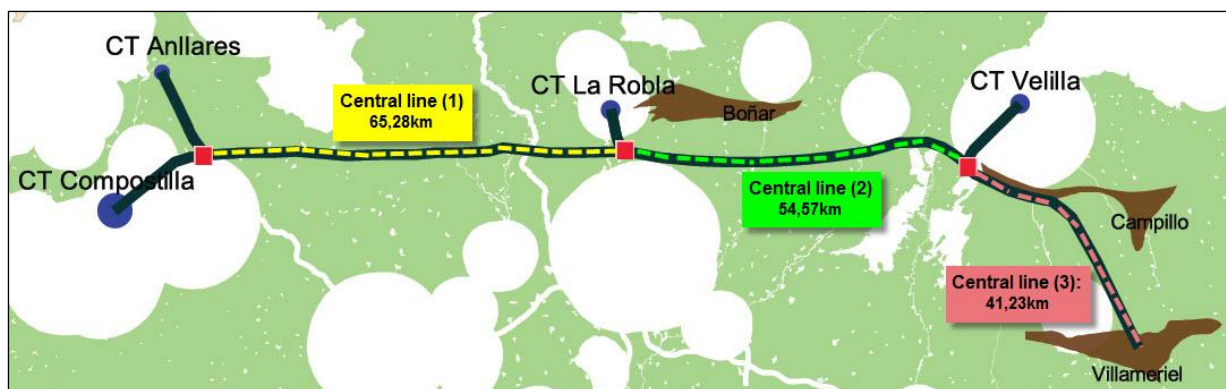 CT Anllares
CT La Robla
CT Velilla
Central line (1)
65,28km
Boñar
CT Compostilla
Central line (2)
54,57km
Campillo
Central line (3):
41,23km
Villameriel